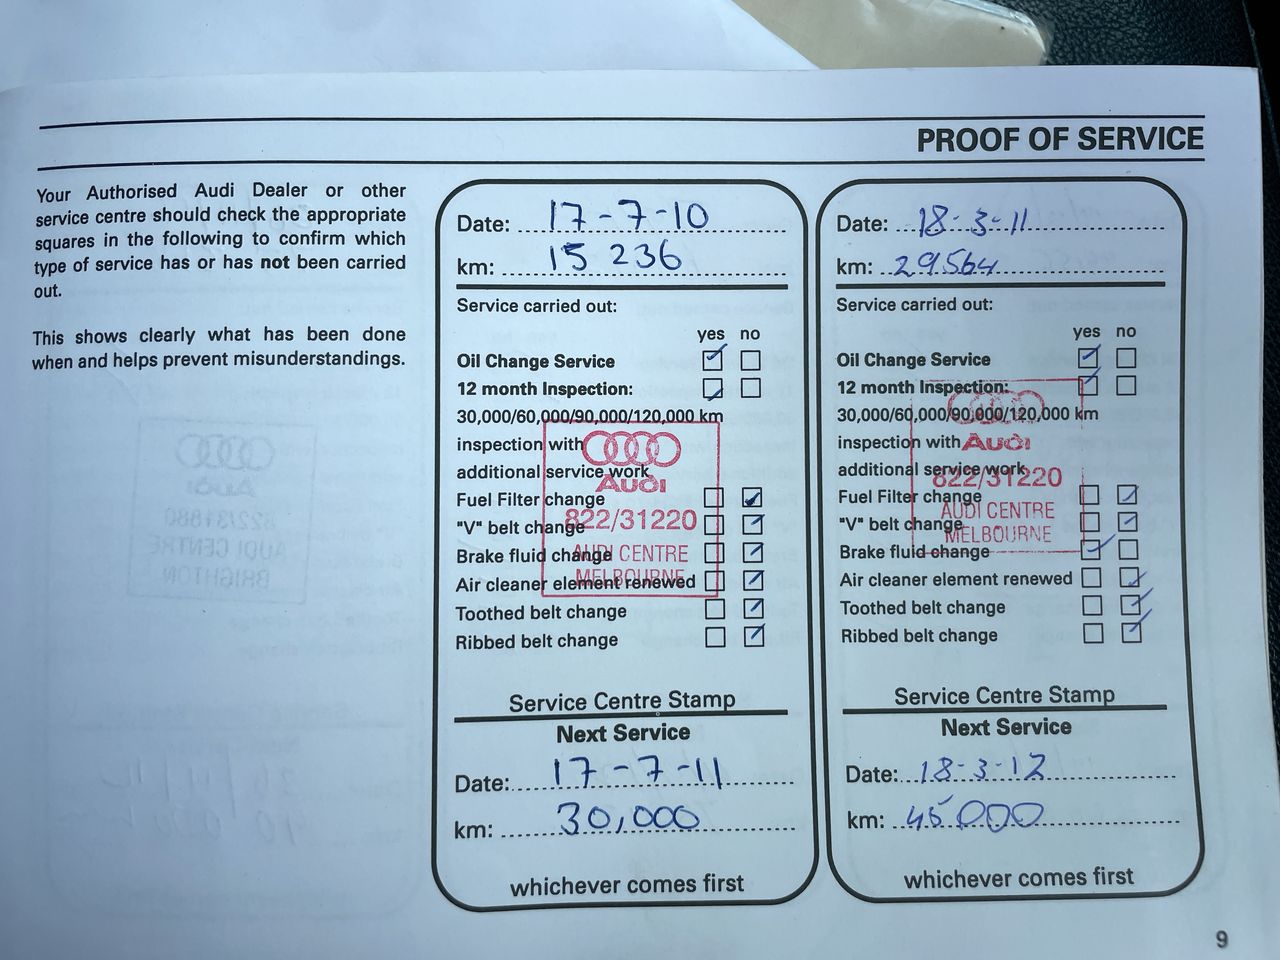 PROOF OF SERVICE
Your Authorised Audi Dealer or other
service centre should check the appropriate
squares in the following to confirm which
type of service has or has not been carried
out.
This shows clearly what has been done
when and helps prevent misunderstandings.
Date: 17-7-10
km: 15 236
Service carried out:
yes no
Oil Change Service
12 month Inspection:
30,000/60,000/90,000/120,000 km
inspection with
additional service work
Fuel Filter change
"V" belt change
Brake fluid change
Air cleaner element renewed
Toothed belt change
Ribbed belt change
Audi
822/31220
AUDI CENTRE
MELBOURNE
Service Centre Stamp
Next Service
Date: 17-7-11
km: 30,000
whichever comes first
Date: 18-3-11
km: 29564
Service carried out:
yes no
Oil Change Service
12 month Inspection:
30,000/60,000/90,000/120,000 km
inspection with
additional service work
Fuel Filter change
"V" belt change
Brake fluid change
Air cleaner element renewed
Toothed belt change
Ribbed belt change
Audi
822/31220
AUDI CENTRE
MELBOURNE
Service Centre Stamp
Next Service
Date: 18-3-12
km: 45000
whichever comes first
9